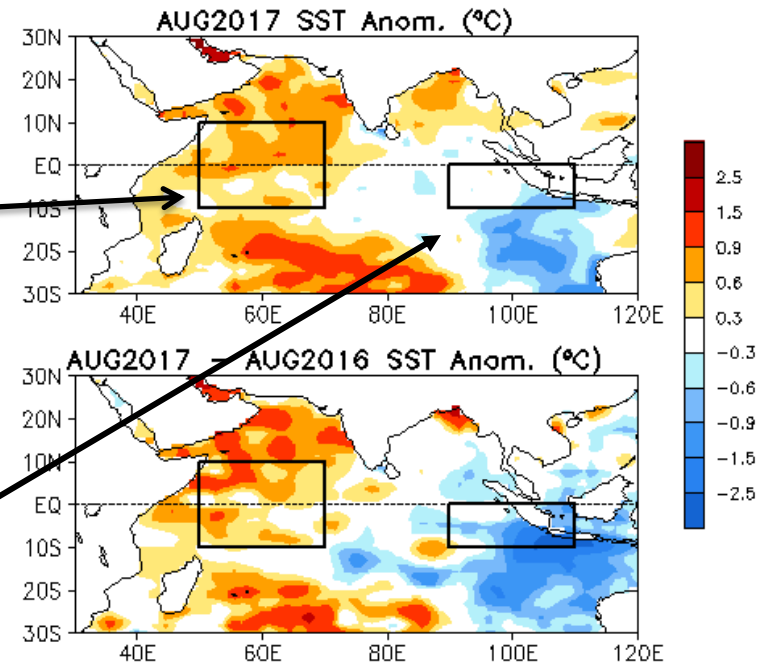 AUG2017 SST Anom. (ºC)
30N
20N
10N
EQ
10S
20S
30S
40E 60E 80E 100E 120E
AUG2017 - AUG2016 SST Anom. (ºC)
30N
20N
10N
EQ
10S
20S
30S
40E 60E 80E 100E 120E
2.5
1.5
0.9
0.6
0.3
-0.3
-0.6
-0.9
-1.5
-2.5